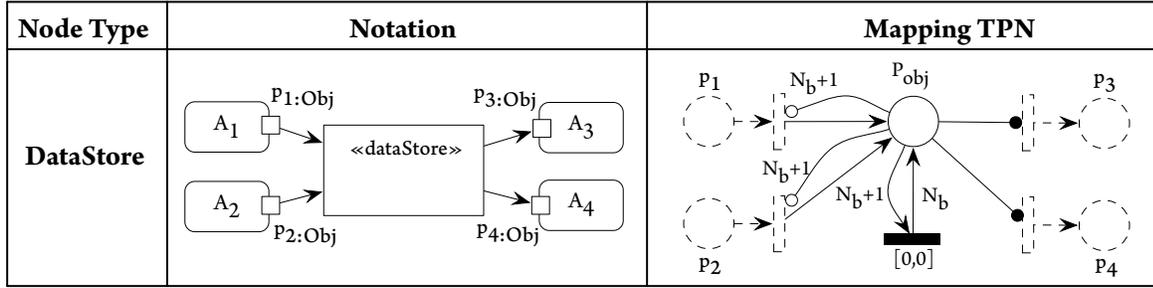 Node Type Notation Mapping TPN
DataStore
A1
p1:Obj
A2
p2:Obj
«dataStore»
p3:Obj
A3
A4
p4:Obj
p1
Nb+1
Pobj
p3
Nb+1
Nb+1
Nb
p2
[0,0]
p4